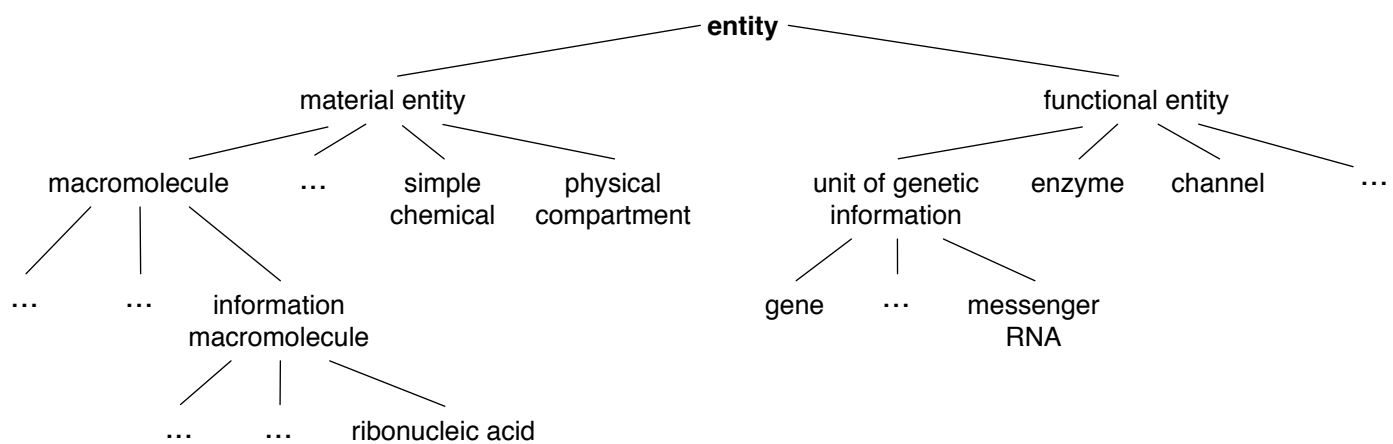 entity
material entity
functional entity
macromolecule
...
simple
chemical
physical
compartment
unit of genetic
information
enzyme
channel
...
...
...
information
macromolecule
gene
...
messenger
RNA
...
...
ribonucleic acid